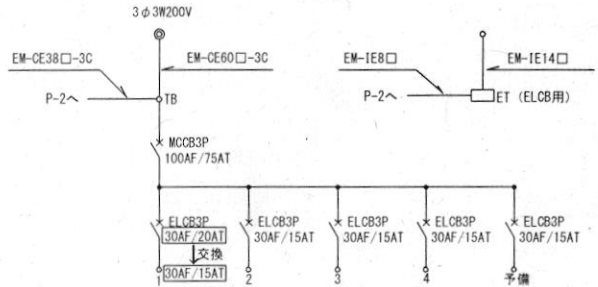 3φ3W200V
EM-CE38□-3C
EM-CE60□-3C
EM-IE8□
EM-IE14□
P-2へ
TB
P-2へ
ET (ELCB用)
MCCB3P
100AF/75AT
ELCB3P
30AF/20AT
交換
30AF/15AT
ELCB3P
30AF/15AT
ELCB3P
30AF/15AT
ELCB3P
30AF/15AT
ELCB3P
30AF/15AT
1
2
3
4
予備